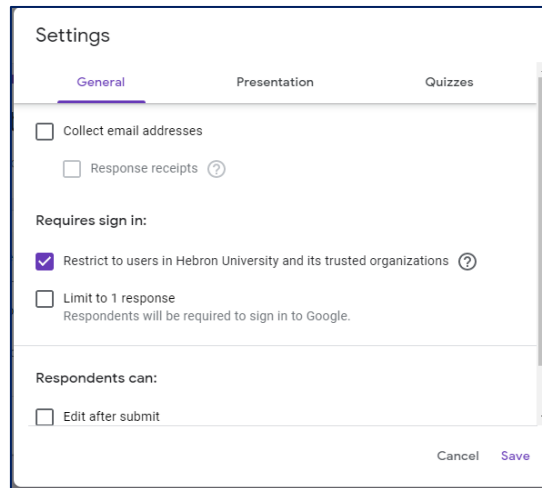 Settings
General Presentation Quizzes
Collect email addresses
Response receipts ?
Requires sign in:
Restrict to users in Hebron University and its trusted organizations ?
Limit to 1 response
Respondents will be required to sign in to Google.
Respondents can:
Edit after submit
Cancel Save